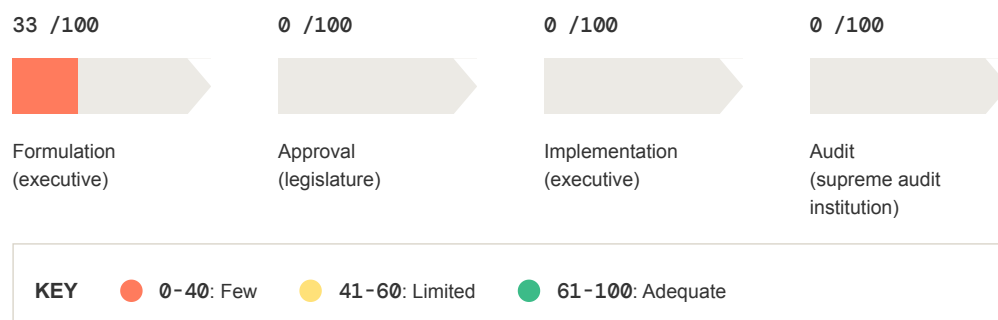 33 /100
0 /100
0 /100
0 /100
Formulation
(executive)
Approval
(legislature)
Implementation
(executive)
Audit
(supreme audit
institution)
KEY
0-40: Few
41-60: Limited
61-100: Adequate